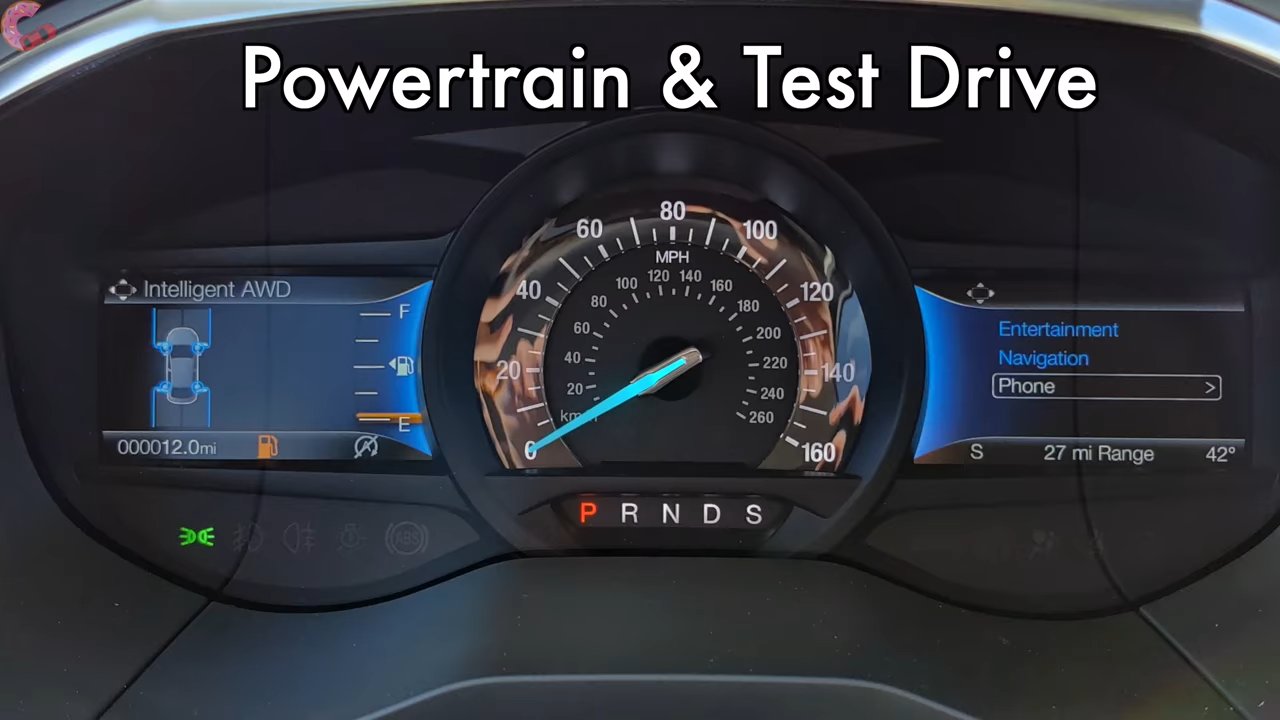 Powertrain & Test Drive
Intelligent AWD
F
E
000012.0mi
0
20
40
60
80
100
120
140
160
MPH
20
40
60
80
100
120
140
160
180
200
220
240
260
P R N D S
ABS
Entertainment
Navigation
Phone >
S 27 mi Range 42°